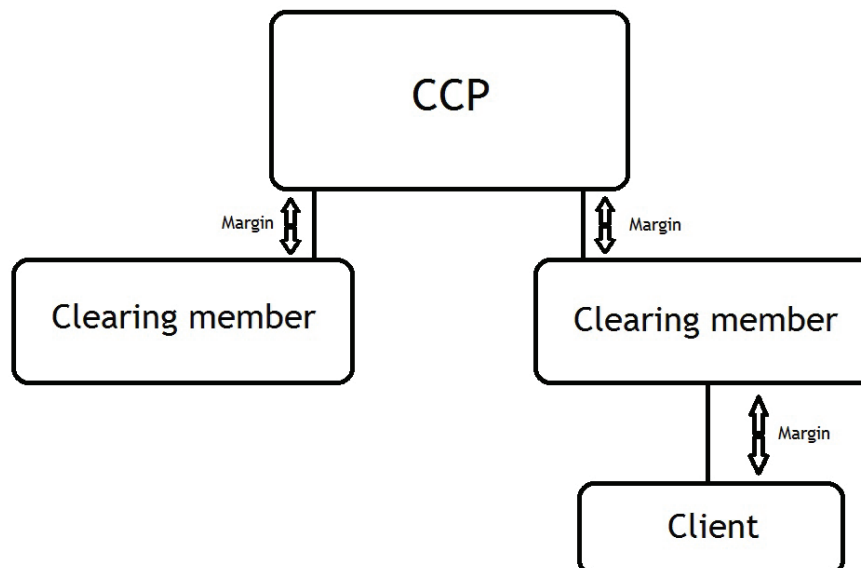 CCP
Margin
Margin
Clearing member
Clearing member
Margin
Client